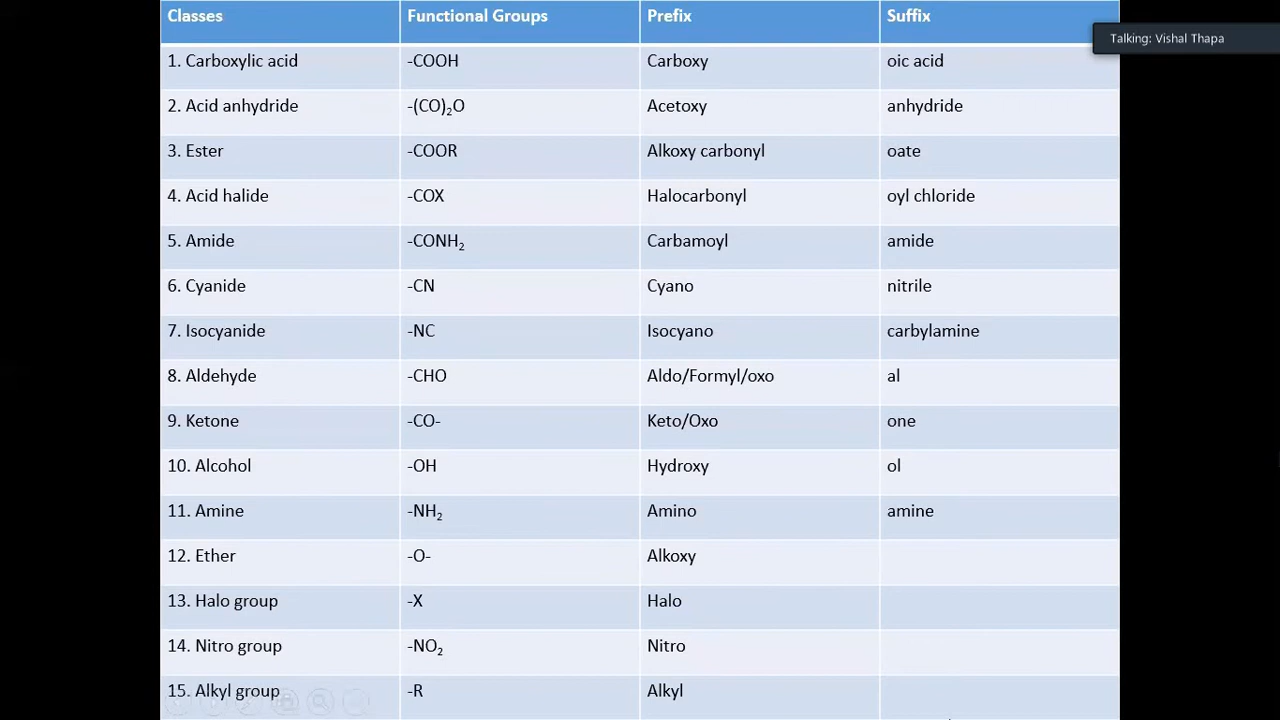 Classes Functional Groups Prefix Suffix
Talking: Vishal Thapa
1. Carboxylic acid -COOH Carboxy oic acid
2. Acid anhydride -(CO)₂O Acetoxy anhydride
3. Ester -COOR Alkoxy carbonyl oate
4. Acid halide -COX Halocarbonyl oyl chloride
5. Amide -CONH₂ Carbamoyl amide
6. Cyanide -CN Cyano nitrile
7. Isocyanide -NC Isocyano carbylamine
8. Aldehyde -CHO Aldo/Formyl/oxo al
9. Ketone -CO- Keto/Oxo one
10. Alcohol -OH Hydroxy ol
11. Amine -NH₂ Amino amine
12. Ether -O- Alkoxy
13. Halo group -X Halo
14. Nitro group -NO₂ Nitro
15. Alkyl group -R Alkyl